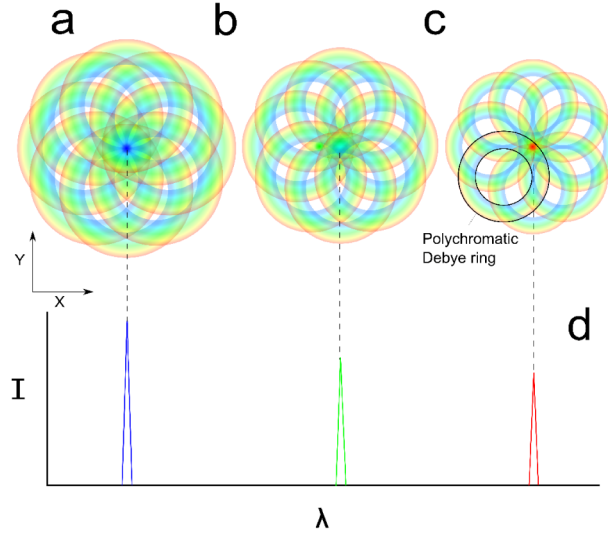 a
b
c
Polychromatic
Debye ring
Y
X
d
I
λ